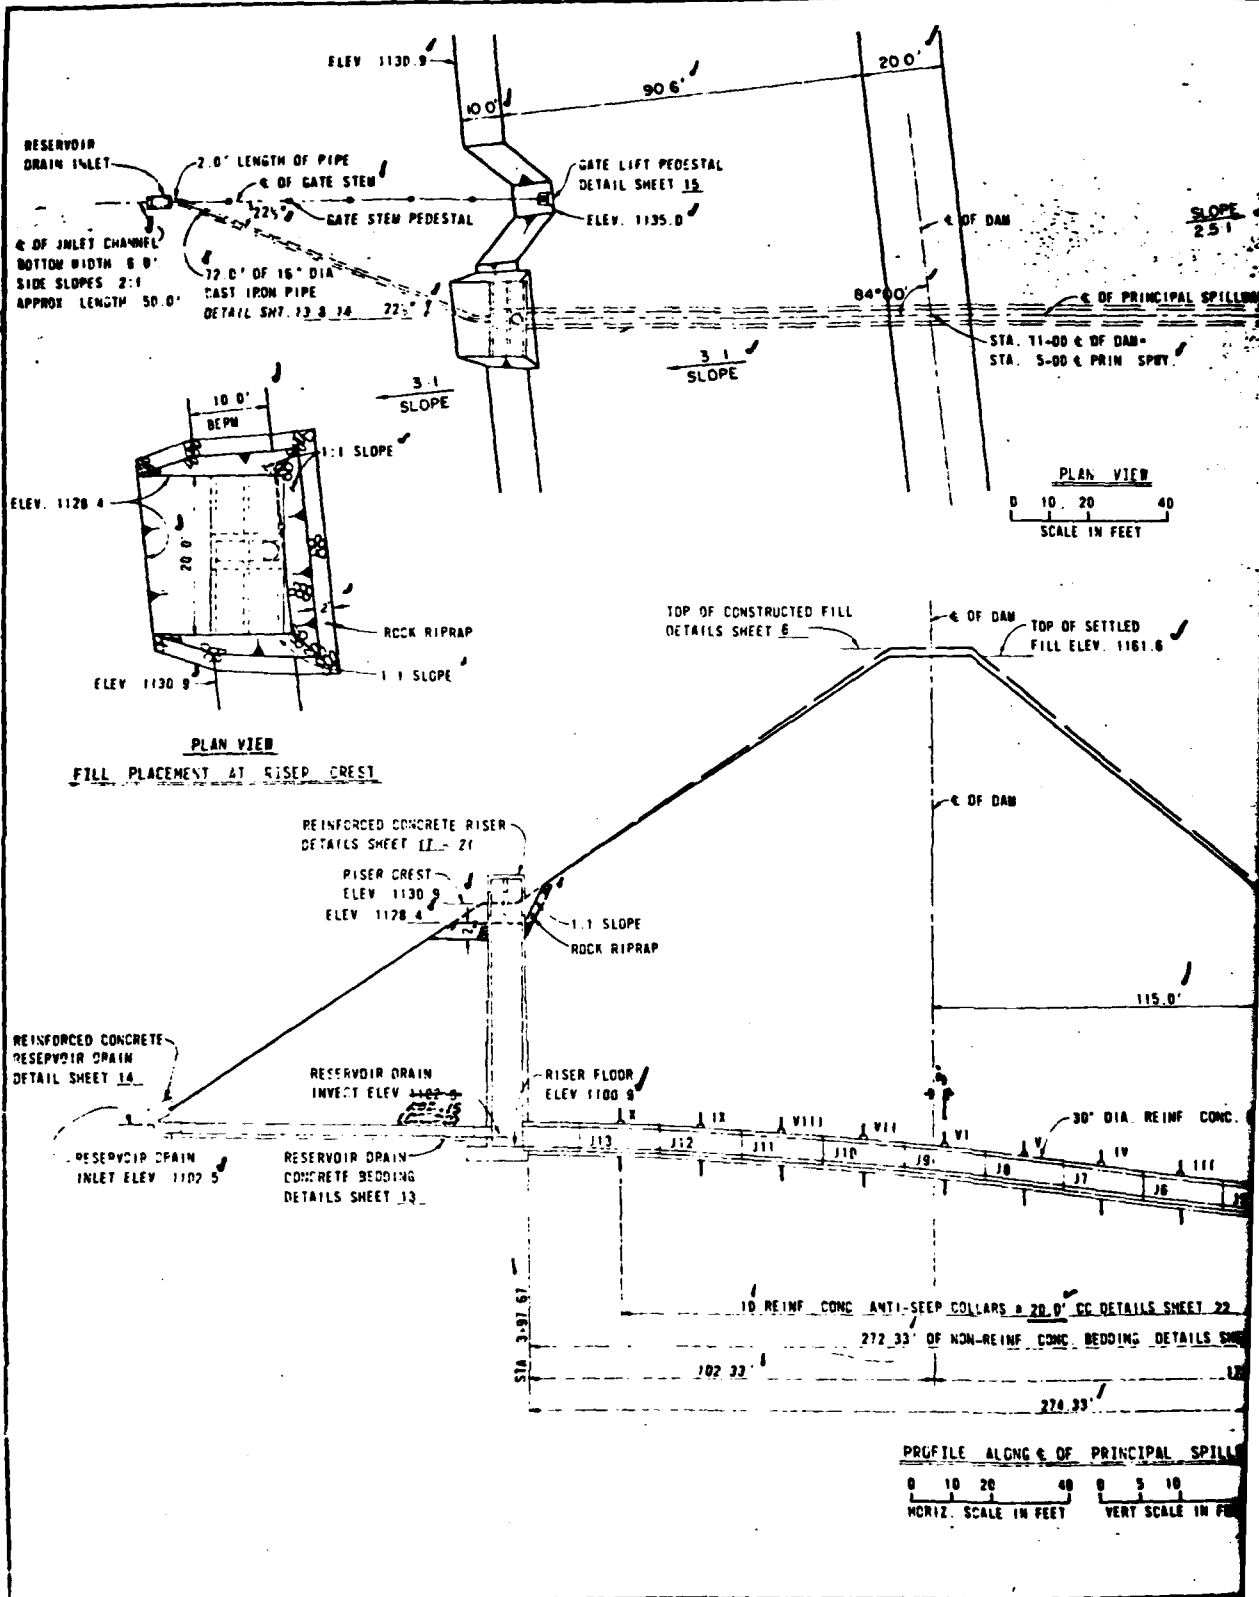 ELEV 1130.9
10.0'
90.6'
20.0'
RESERVOIR
DRAIN INLET
2.0' LENGTH OF PIPE
℄ OF GATE STEM
22½°
GATE STEM PEDESTAL
GATE LIFT PEDESTAL
DETAIL SHEET 15
ELEV. 1135.0
℄ OF DAM
SLOPE
2.5:1
℄ OF INLET CHANNEL
BOTTOM WIDTH 6.0'
SIDE SLOPES 2:1
APPROX LENGTH 50.0'
72.0' OF 16" DIA
CAST IRON PIPE
DETAIL SHT. 13 & 14
22½°
84°00'
℄ OF PRINCIPAL SPILLW
STA. 11+00 ℄ OF DAM=
STA. 5+00 ℄ PRIN SPWY.
3:1
SLOPE
3:1
SLOPE
PLAN VIEW
0 10 20 40
SCALE IN FEET
10.0'
BERM
1:1 SLOPE
ELEV. 1128.4
20.0'
2'
ROCK RIPRAP
1:1 SLOPE
ELEV 1130.9
PLAN VIEW
FILL PLACEMENT AT RISER CREST
TOP OF CONSTRUCTED FILL
DETAILS SHEET 6
℄ OF DAM
TOP OF SETTLED
FILL ELEV. 1161.6
℄ OF DAM
REINFORCED CONCRETE RISER
DETAILS SHEET 17 - 21
RISER CREST
ELEV 1130.9
ELEV 1128.4
2'
1:1 SLOPE
ROCK RIPRAP
115.0'
REINFORCED CONCRETE
RESERVOIR DRAIN
DETAIL SHEET 14
RESERVOIR DRAIN
INVERT ELEV 1102.5
RISER FLOOR
ELEV 1100.9
30" DIA. REINF CONC.
X IX VIII VII VI V IV III
J13 J12 J11 J10 J9 J8 J7 J6
RESERVOIR DRAIN
INLET ELEV 1102.5
RESERVOIR DRAIN
CONCRETE BEDDING
DETAILS SHEET 13
STA 3+97.67
10 REINF CONC ANTI-SEEP COLLARS @ 20.0' CC DETAILS SHEET 22
272.33' OF NON-REINF CONC. BEDDING DETAILS SHE
102.33'
274.33'
PROFILE ALONG ℄ OF PRINCIPAL SPILL
0 10 20 40
HORIZ. SCALE IN FEET
0 5 10
VERT SCALE IN FE